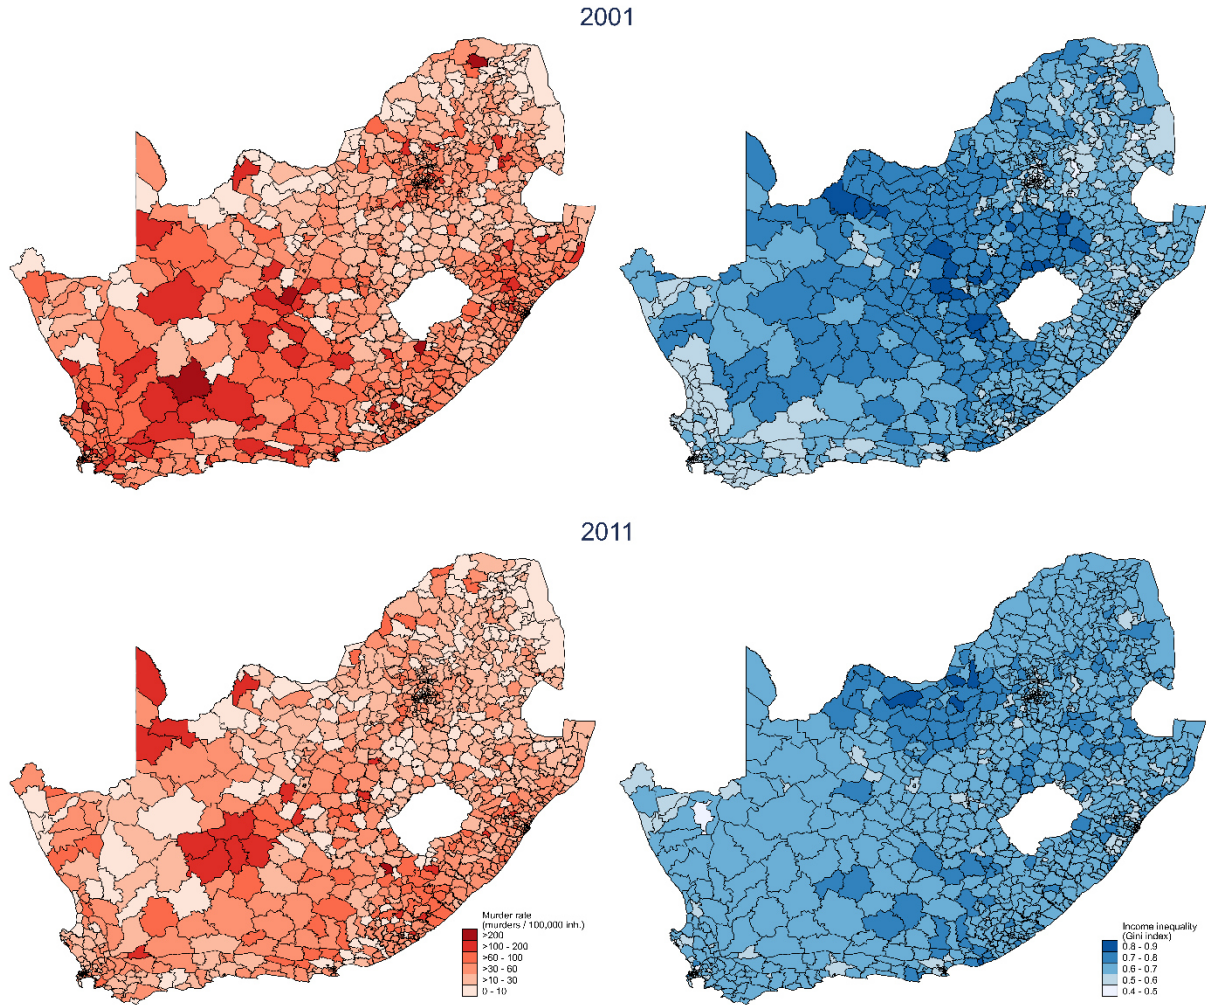 2001
2011
Murder rate
(murders / 100,000 inh.)
>200
>100 - 200
>60 - 100
>30 - 60
>10 - 30
0 - 10
Income inequality
(Gini index)
0.8 - 0.9
0.7 - 0.8
0.6 - 0.7
0.5 - 0.6
0.4 - 0.5